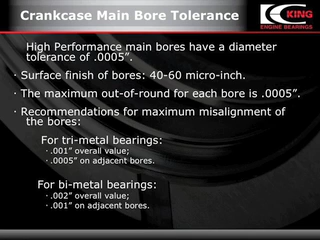 Crankcase Main Bore Tolerance
KING
ENGINE BEARINGS
High Performance main bores have a diameter
tolerance of .0005”.
· Surface finish of bores: 40-60 micro-inch.
· The maximum out-of-round for each bore is .0005”.
· Recommendations for maximum misalignment of
the bores:
For tri-metal bearings:
· .001” overall value;
· .0005” on adjacent bores.
For bi-metal bearings:
· .002” overall value;
· .001” on adjacent bores.